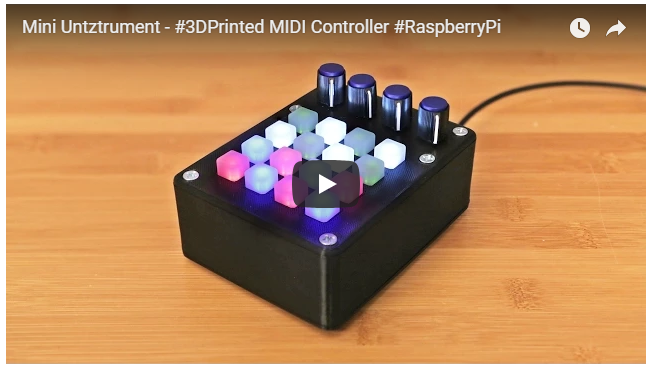 Mini Untztrument - #3DPrinted MIDI Controller #RaspberryPi